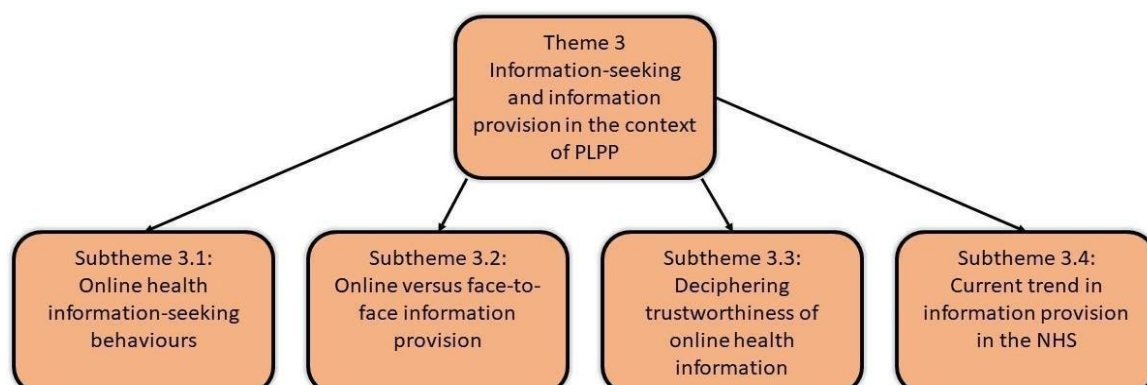 Theme 3
Information-seeking
and information
provision in the context
of PLPP
Subtheme 3.1:
Online health
information-seeking
behaviours
Subtheme 3.2:
Online versus face-to-
face information
provision
Subtheme 3.3:
Deciphering
trustworthiness of
online health
information
Subtheme 3.4:
Current trend in
information provision
in the NHS